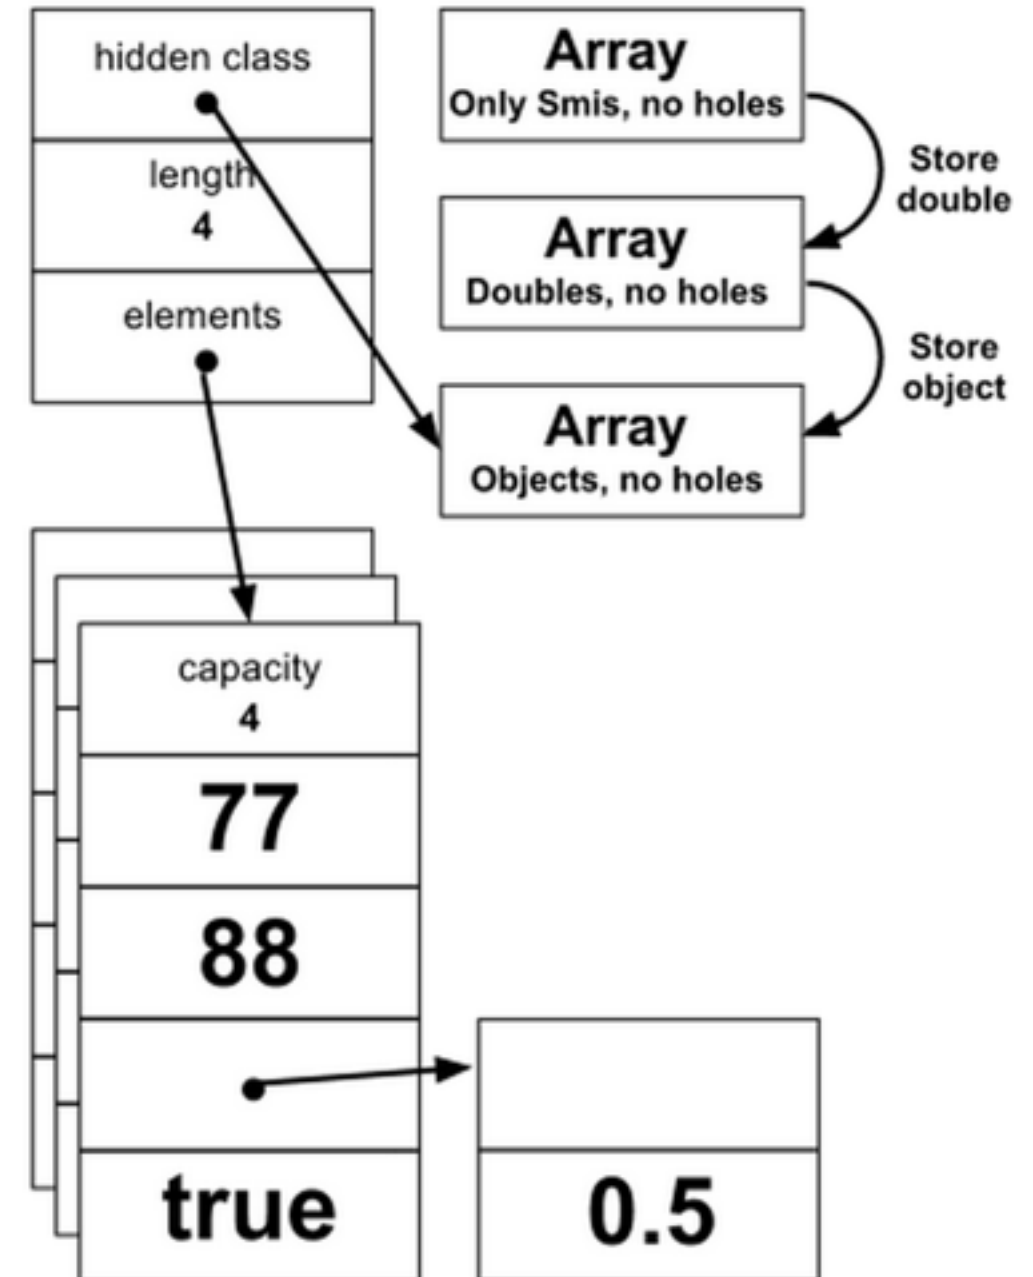 hidden class
length
4
elements
Array
Only Smis, no holes
Store
double
Array
Doubles, no holes
Store
object
Array
Objects, no holes
capacity
4
77
88
true
0.5